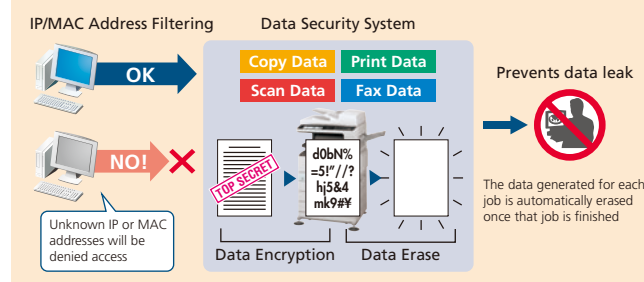 IP/MAC Address Filtering
Data Security System
OK
Copy Data
Print Data
Scan Data
Fax Data
Prevents data leak
NO!
TOP SECRET
d0bN%
=5!"//?
hj5&4
mk9#¥
The data generated for each
job is automatically erased
once that job is finished
Unknown IP or MAC
addresses will be
denied access
Data Encryption
Data Erase